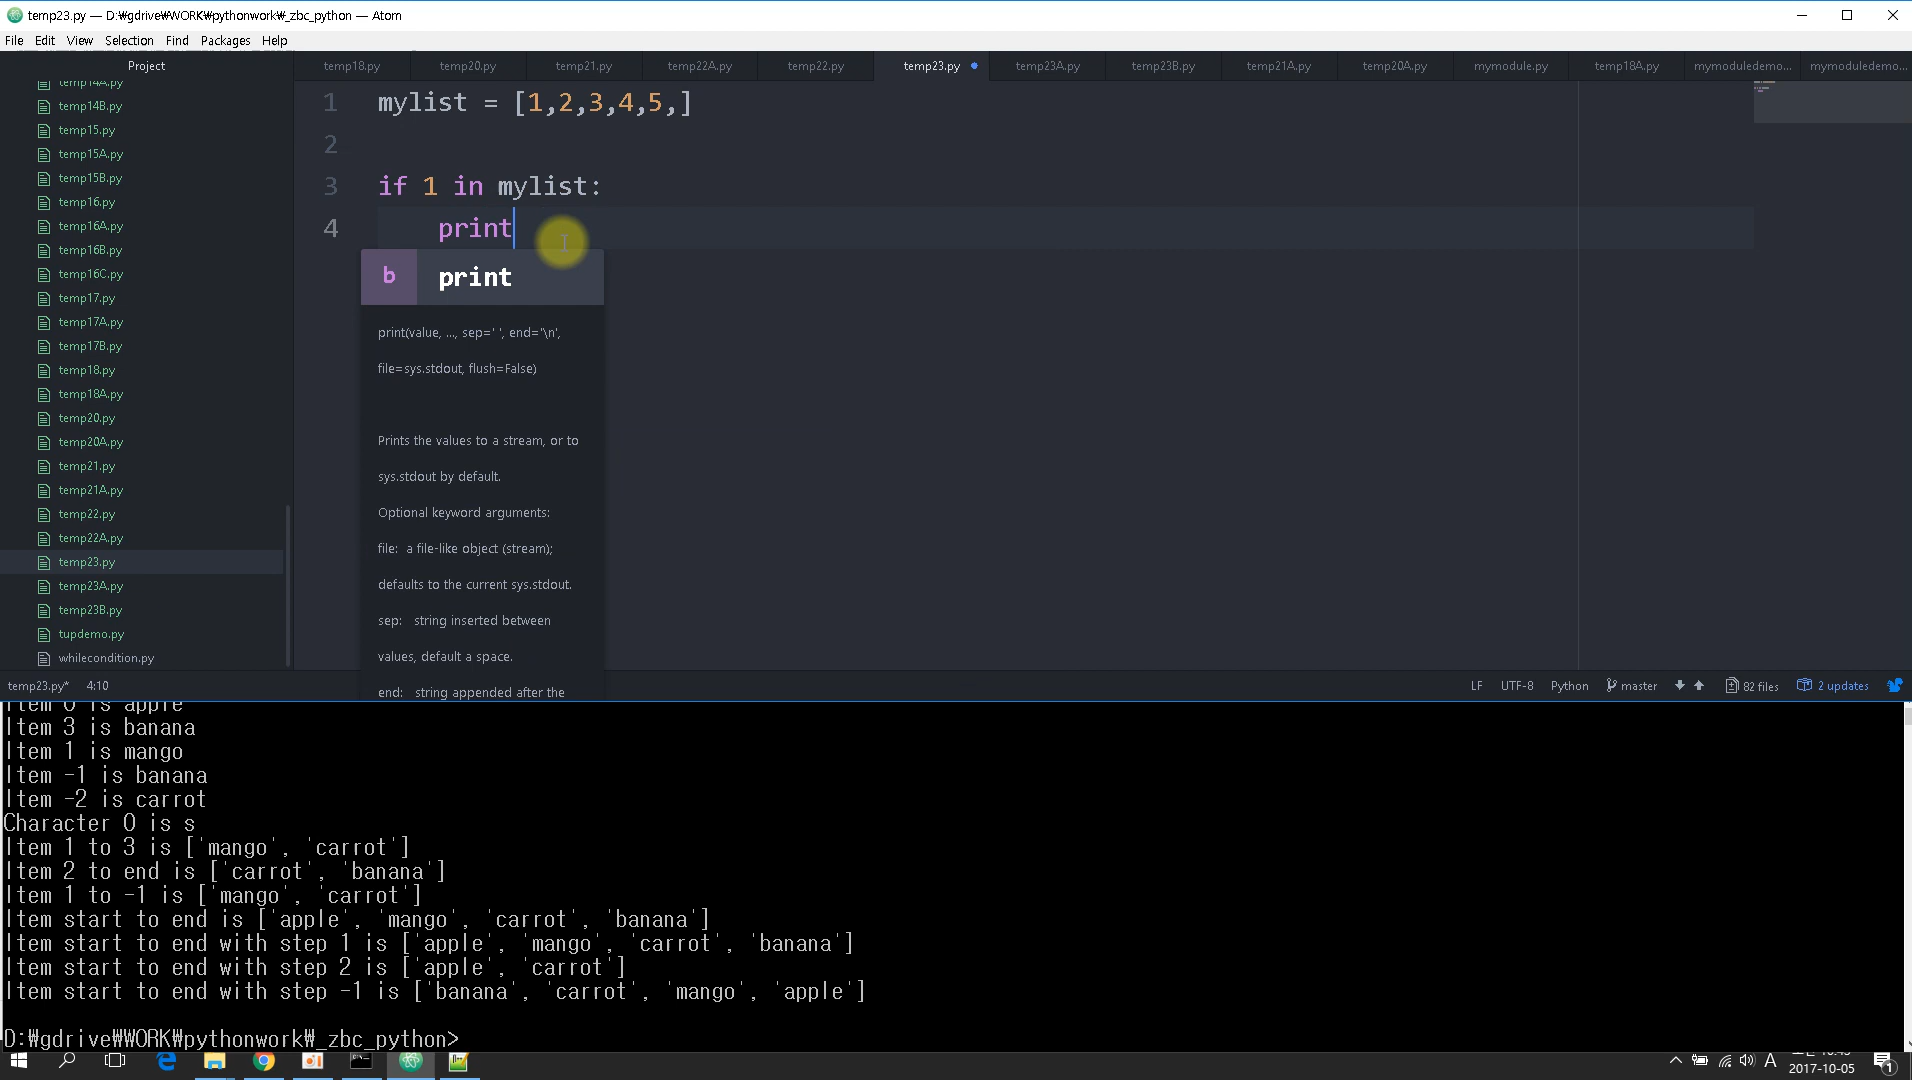 temp23.py — D:₩gdrive₩WORK₩pythonwork₩_zbc_python — Atom
File Edit View Selection Find Packages Help
Project
temp18.py temp20.py temp21.py temp22A.py temp22.py temp23.py temp23A.py temp23B.py temp21A.py temp20A.py mymodule.py temp18A.py mymoduledemo... mymoduledemo...
temp14A.py
temp14B.py
temp15.py
temp15A.py
temp15B.py
temp16.py
temp16A.py
temp16B.py
temp16C.py
temp17.py
temp17A.py
temp17B.py
temp18.py
temp18A.py
temp20.py
temp20A.py
temp21.py
temp21A.py
temp22.py
temp22A.py
temp23.py
temp23A.py
temp23B.py
tupdemo.py
whilecondition.py
1 mylist = [1,2,3,4,5,]
2
3 if 1 in mylist:
4 print
b print
print(value, ..., sep=' ', end='\n',
file=sys.stdout, flush=False)
Prints the values to a stream, or to
sys.stdout by default.
Optional keyword arguments:
file: a file-like object (stream);
defaults to the current sys.stdout.
sep: string inserted between
values, default a space.
end: string appended after the
temp23.py* 4:10
LF UTF-8 Python master 82 files 2 updates
Item 0 is apple
Item 3 is banana
Item 1 is mango
Item -1 is banana
Item -2 is carrot
Character 0 is s
Item 1 to 3 is ['mango', 'carrot']
Item 2 to end is ['carrot', 'banana']
Item 1 to -1 is ['mango', 'carrot']
Item start to end is ['apple', 'mango', 'carrot', 'banana']
Item start to end with step 1 is ['apple', 'mango', 'carrot', 'banana']
Item start to end with step 2 is ['apple', 'carrot']
Item start to end with step -1 is ['banana', 'carrot', 'mango', 'apple']
D:₩gdrive₩WORK₩pythonwork₩_zbc_python>
A
2017-10-05
1